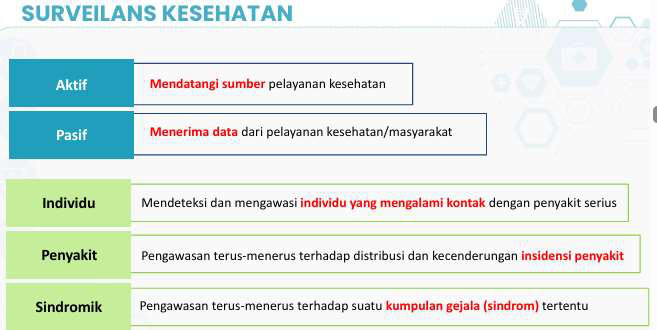 SURVEILANS KESEHATAN
Aktif
Mendatangi sumber pelayanan kesehatan
Pasif
Menerima data dari pelayanan kesehatan/masyarakat
Individu
Mendeteksi dan mengawasi individu yang mengalami kontak dengan penyakit serius
Penyakit
Pengawasan terus-menerus terhadap distribusi dan kecenderungan insidensi penyakit
Sindromik
Pengawasan terus-menerus terhadap suatu kumpulan gejala (sindrom) tertentu